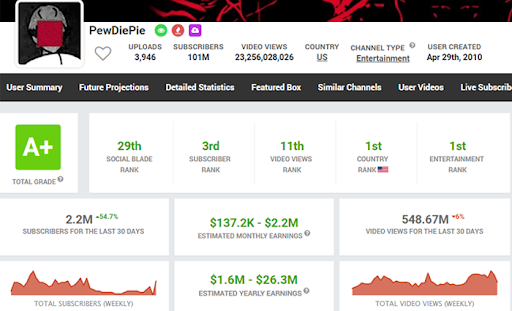 PewDiePie
UPLOADS
3,946
SUBSCRIBERS
101M
VIDEO VIEWS
23,256,028,026
COUNTRY
US
CHANNEL TYPE ?
Entertainment
USER CREATED
Apr 29th, 2010
User Summary Future Projections Detailed Statistics Featured Box Similar Channels User Videos Live Subscribe
A+
TOTAL GRADE ?
29th
SOCIAL BLADE
RANK
3rd
SUBSCRIBER
RANK
11th
VIDEO VIEWS
RANK
1st
COUNTRY
RANK
1st
ENTERTAINMENT
RANK
2.2M +54.7%
SUBSCRIBERS FOR THE LAST 30 DAYS
$137.2K - $2.2M
ESTIMATED MONTHLY EARNINGS ?
548.67M -6%
VIDEO VIEWS FOR THE LAST 30 DAYS
TOTAL SUBSCRIBERS (WEEKLY)
$1.6M - $26.3M
ESTIMATED YEARLY EARNINGS ?
TOTAL VIDEO VIEWS (WEEKLY)